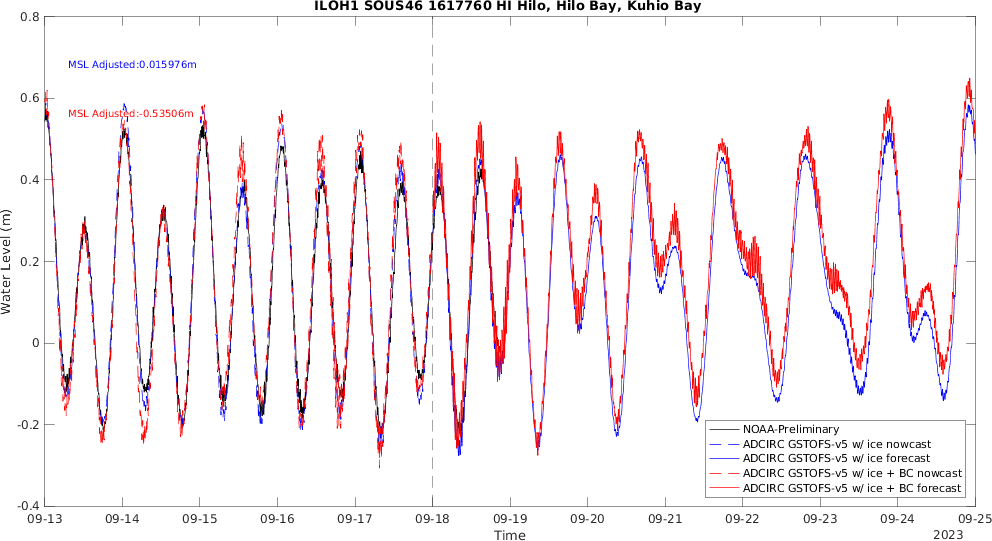 ILOH1 SOUS46 1617760 HI Hilo, Hilo Bay, Kuhio Bay
0.8
MSL Adjusted:0.015976m
0.6
MSL Adjusted:-0.53506m
0.4
0.2
Water Level (m)
0
-0.2
-0.4
NOAA-Preliminary
ADCIRC GSTOFS-v5 w/ ice nowcast
ADCIRC GSTOFS-v5 w/ ice forecast
ADCIRC GSTOFS-v5 w/ ice + BC nowcast
ADCIRC GSTOFS-v5 w/ ice + BC forecast
09-13 09-14 09-15 09-16 09-17 09-18 09-19 09-20 09-21 09-22 09-23 09-24 09-25
Time
2023